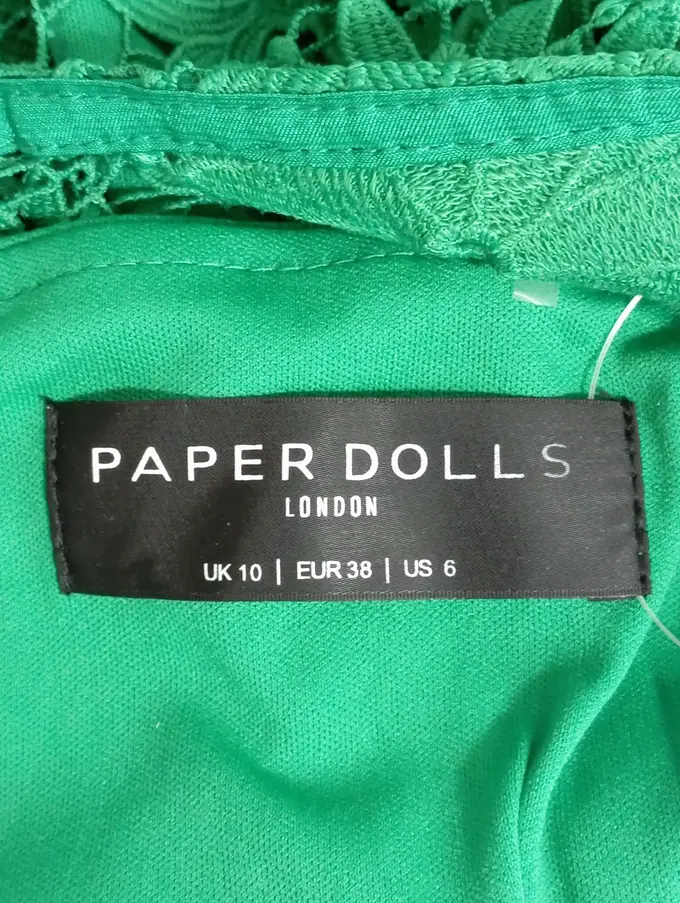 PAPER DOLLS
LONDON
UK 10 | EUR 38 | US 6